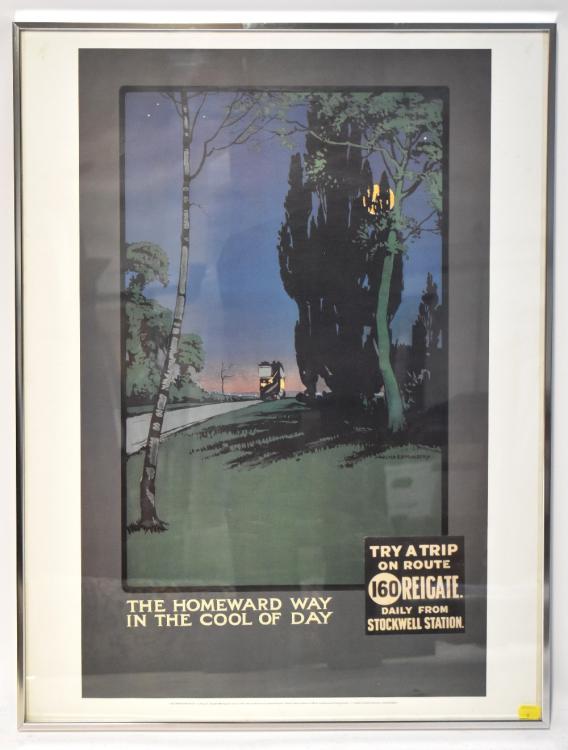 THE HOMEWARD WAY
IN THE COOL OF DAY
TRY A TRIP
ON ROUTE
160 REIGATE.
DAILY FROM
STOCKWELL STATION.